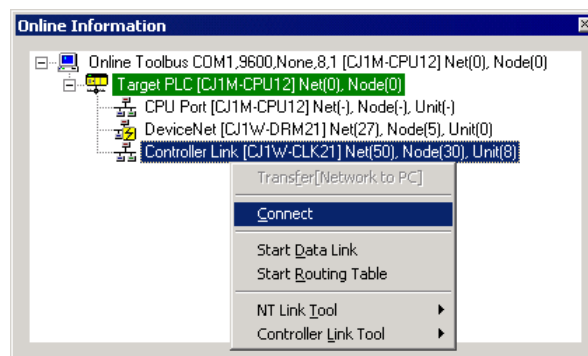 Online Information
Online Toolbus COM1,9600,None,8,1 [CJ1M-CPU12] Net(0), Node(0)
Target PLC [CJ1M-CPU12] Net(0), Node(0)
CPU Port [CJ1M-CPU12] Net(-), Node(-), Unit(-)
DeviceNet [CJ1W-DRM21] Net(27), Node(5), Unit(0)
Controller Link [CJ1W-CLK21] Net(50), Node(30), Unit(8)
Transfer[Network to PC]
Connect
Start Data Link
Start Routing Table
NT Link Tool
Controller Link Tool